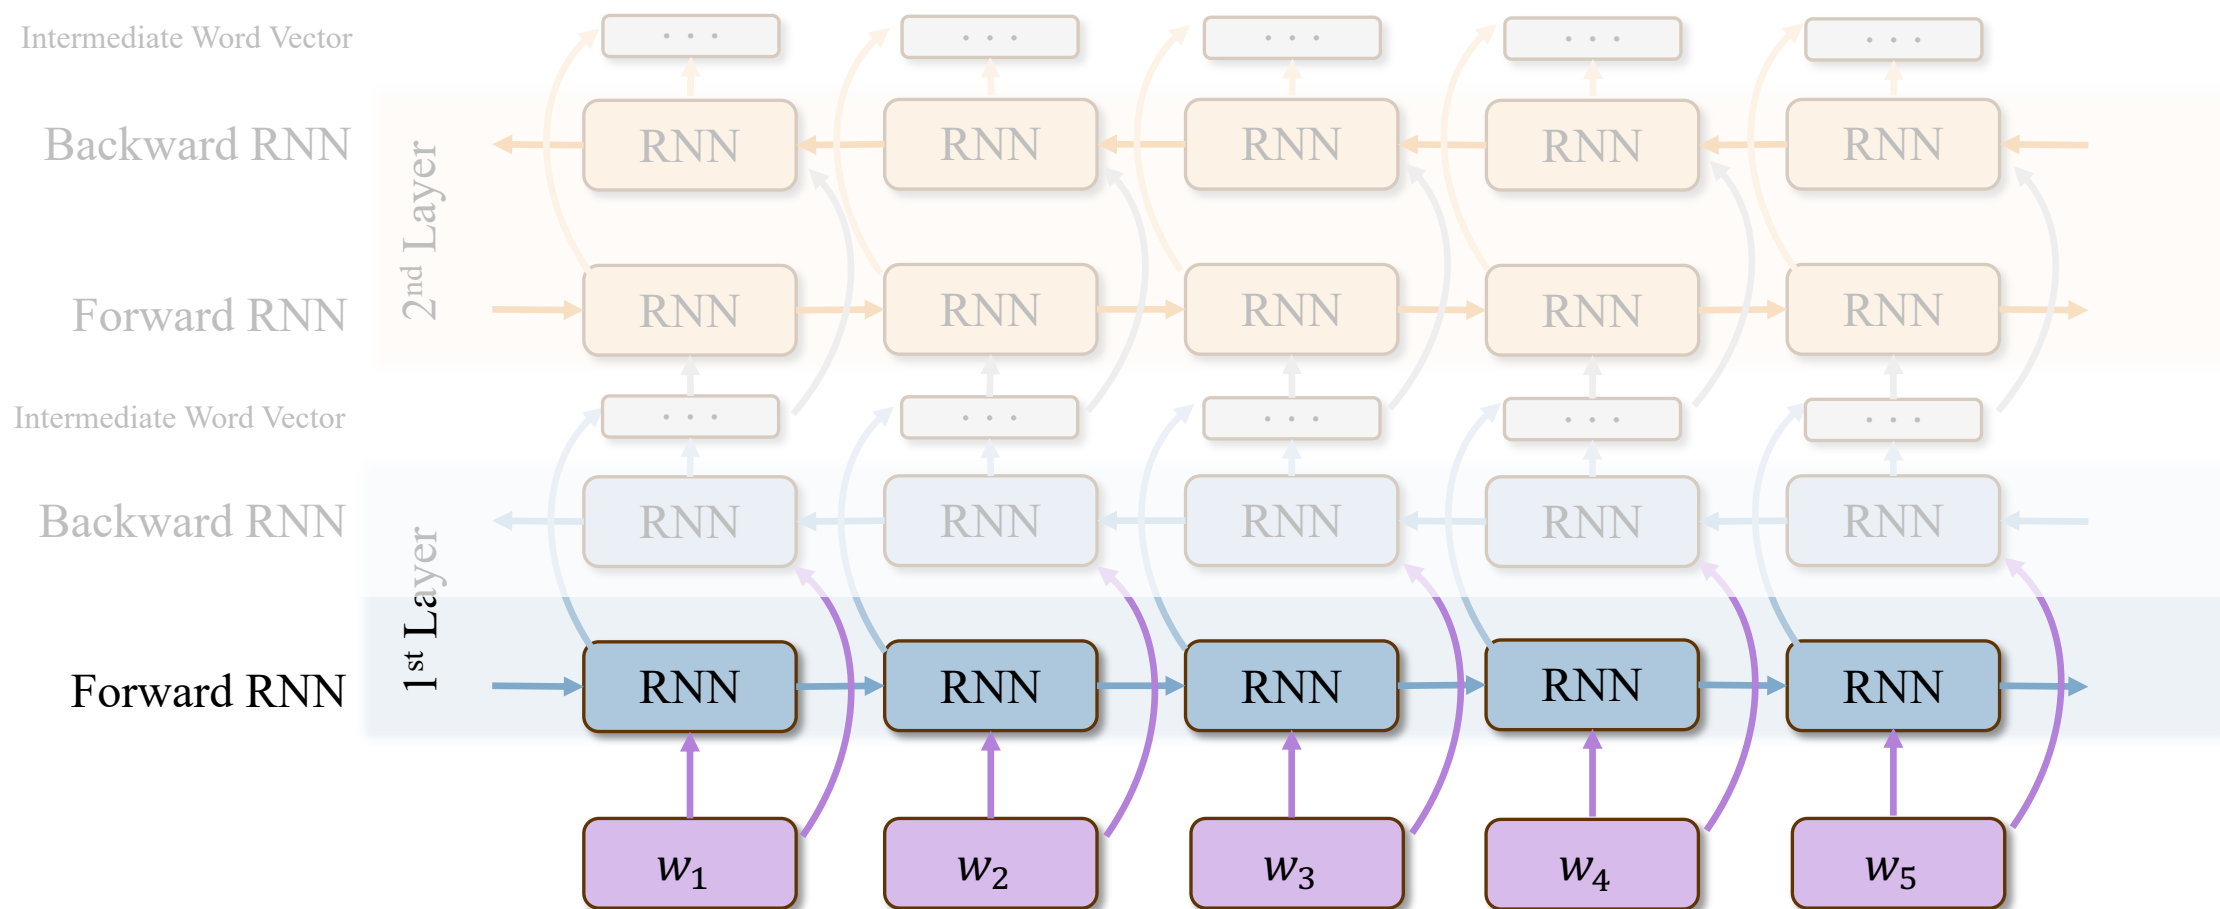 Intermediate Word Vector
... ... ... ... ...
Backward RNN
RNN RNN RNN RNN RNN
2nd Layer
Forward RNN
RNN RNN RNN RNN RNN
Intermediate Word Vector
... ... ... ... ...
Backward RNN
RNN RNN RNN RNN RNN
1st Layer
Forward RNN
RNN RNN RNN RNN RNN
w1 w2 w3 w4 w5